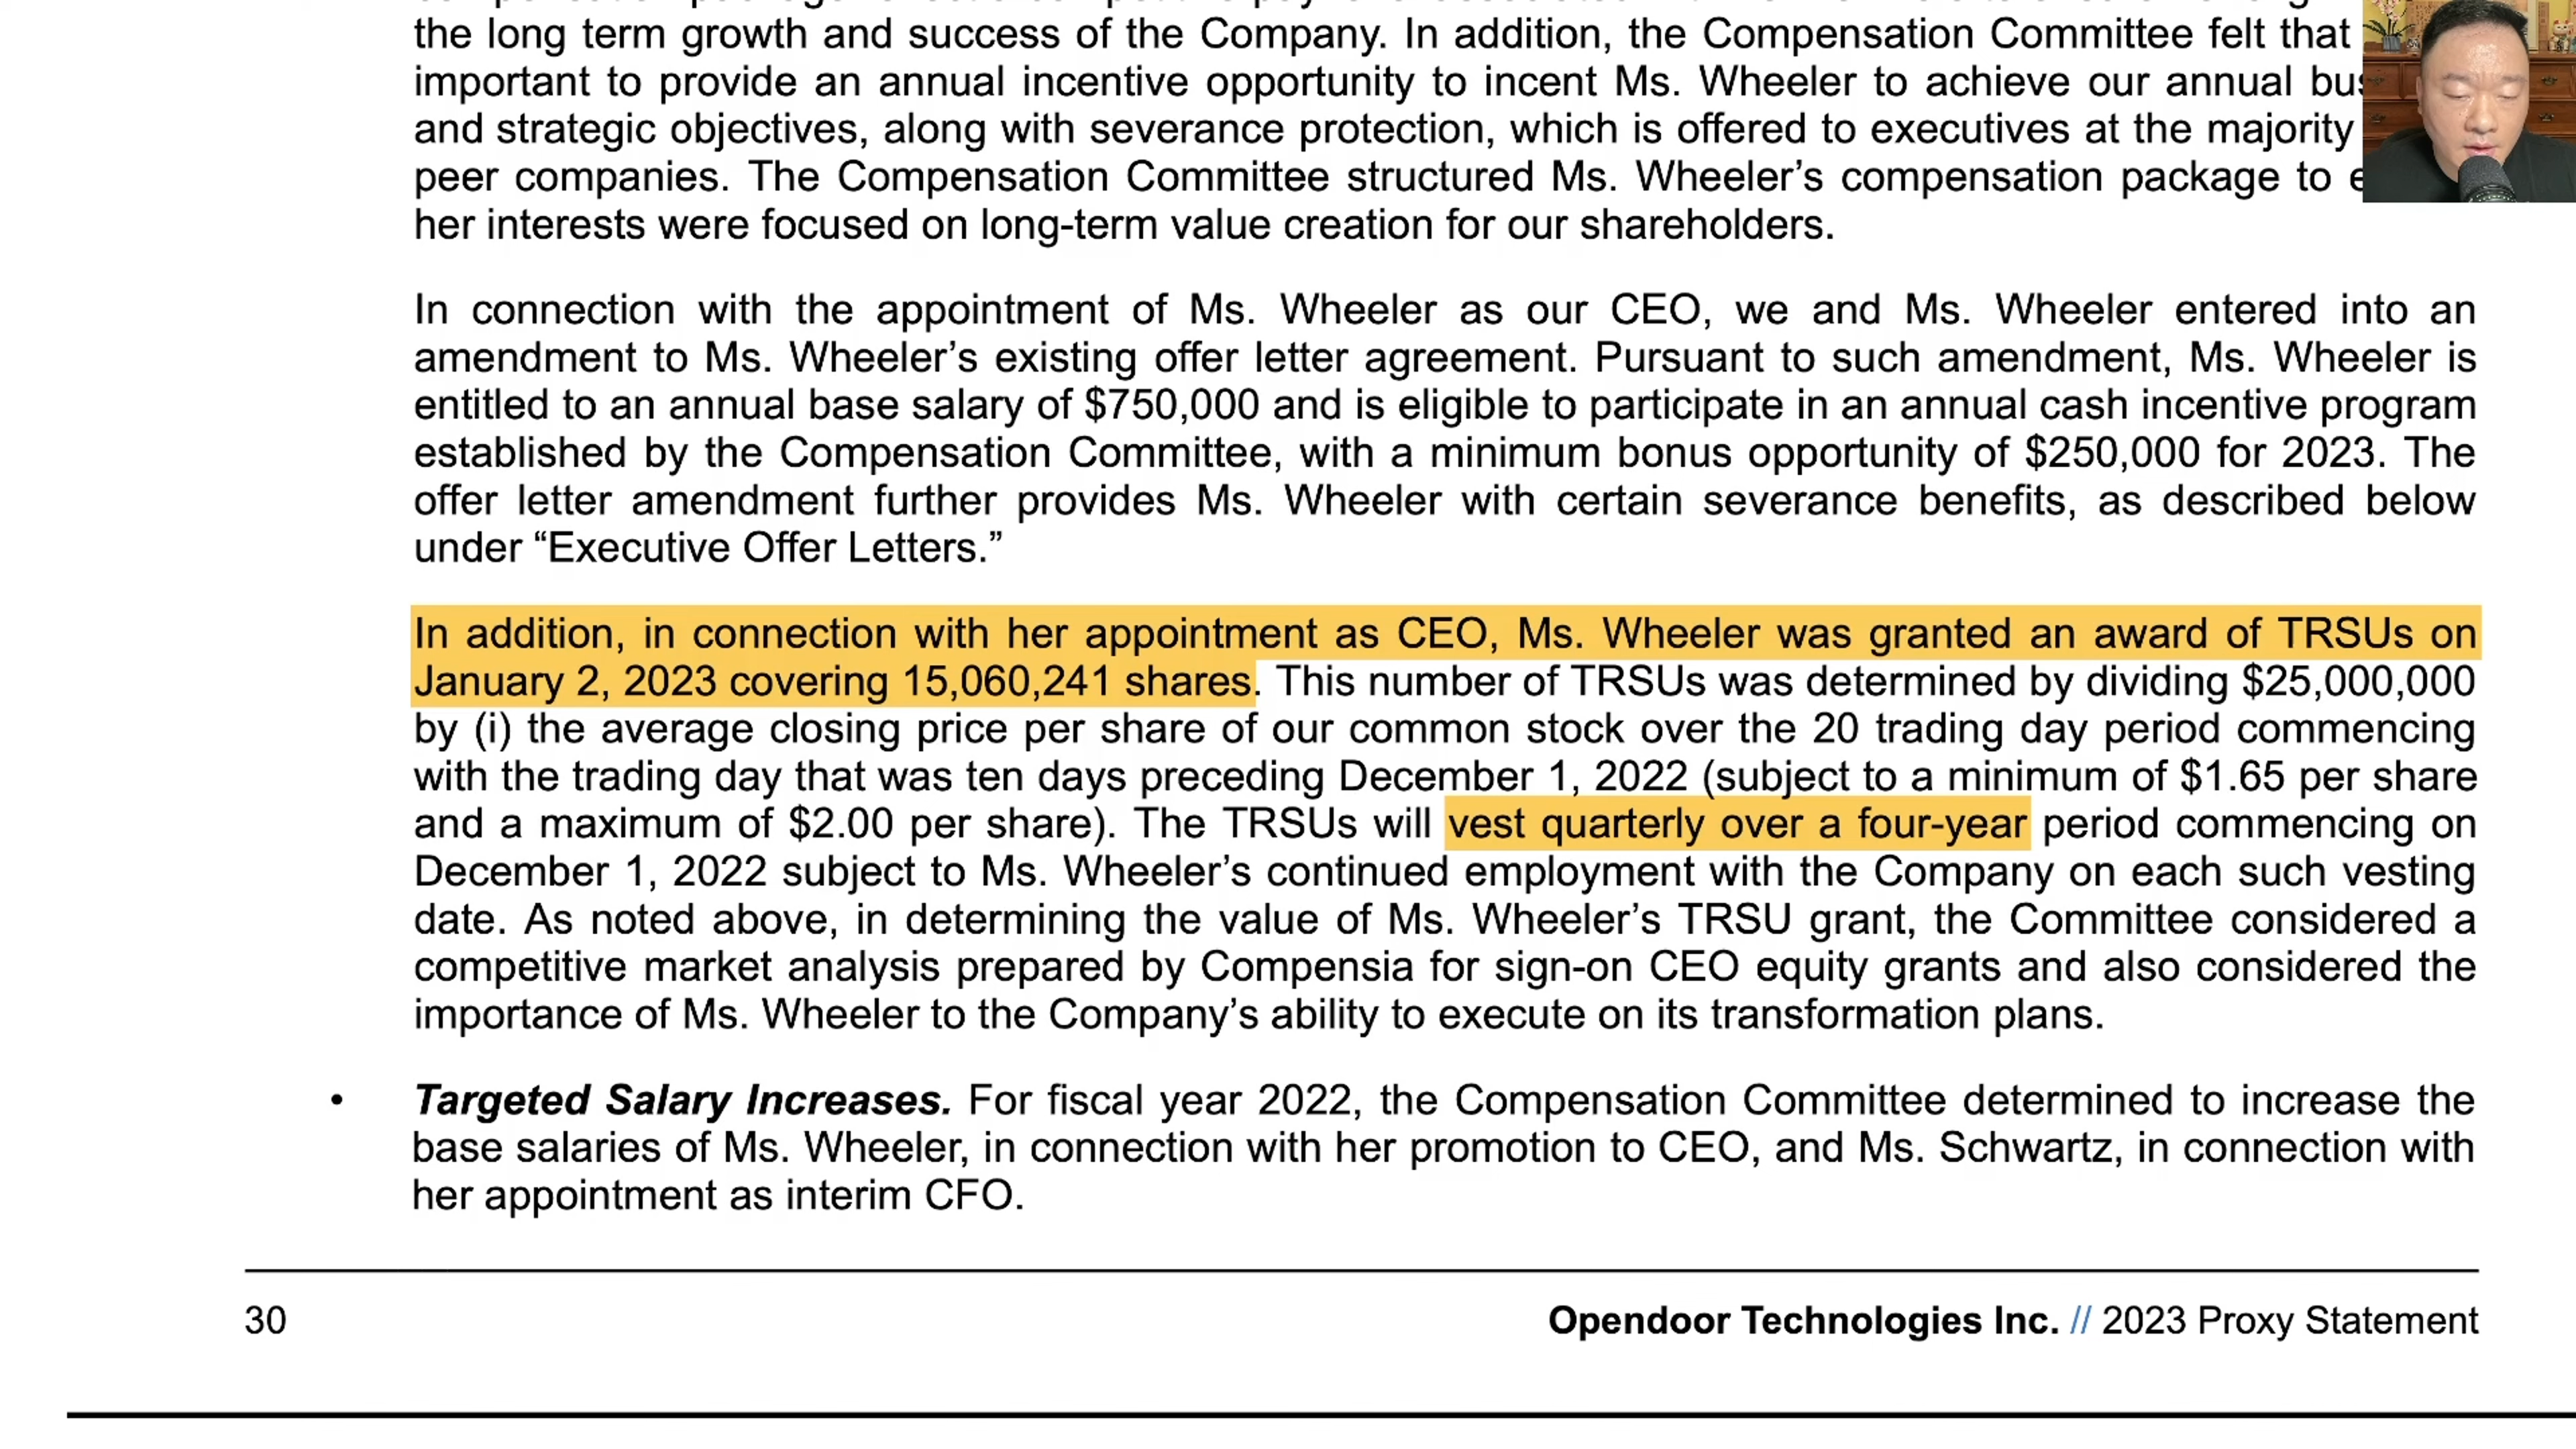 the long term growth and success of the Company. In addition, the Compensation Committee felt that
important to provide an annual incentive opportunity to incent Ms. Wheeler to achieve our annual
and strategic objectives, along with severance protection, which is offered to executives at the majority
peer companies. The Compensation Committee structured Ms. Wheeler’s compensation package to
her interests were focused on long-term value creation for our shareholders.
In connection with the appointment of Ms. Wheeler as our CEO, we and Ms. Wheeler entered into an
amendment to Ms. Wheeler’s existing offer letter agreement. Pursuant to such amendment, Ms. Wheeler is
entitled to an annual base salary of $750,000 and is eligible to participate in an annual cash incentive program
established by the Compensation Committee, with a minimum bonus opportunity of $250,000 for 2023. The
offer letter amendment further provides Ms. Wheeler with certain severance benefits, as described below
under “Executive Offer Letters.”
In addition, in connection with her appointment as CEO, Ms. Wheeler was granted an award of TRSUs on
January 2, 2023 covering 15,060,241 shares. This number of TRSUs was determined by dividing $25,000,000
by (i) the average closing price per share of our common stock over the 20 trading day period commencing
with the trading day that was ten days preceding December 1, 2022 (subject to a minimum of $1.65 per share
and a maximum of $2.00 per share). The TRSUs will vest quarterly over a four-year period commencing on
December 1, 2022 subject to Ms. Wheeler’s continued employment with the Company on each such vesting
date. As noted above, in determining the value of Ms. Wheeler’s TRSU grant, the Committee considered a
competitive market analysis prepared by Compensia for sign-on CEO equity grants and also considered the
importance of Ms. Wheeler to the Company’s ability to execute on its transformation plans.
• Targeted Salary Increases. For fiscal year 2022, the Compensation Committee determined to increase the
base salaries of Ms. Wheeler, in connection with her promotion to CEO, and Ms. Schwartz, in connection with
her appointment as interim CFO.
30
Opendoor Technologies Inc. // 2023 Proxy Statement